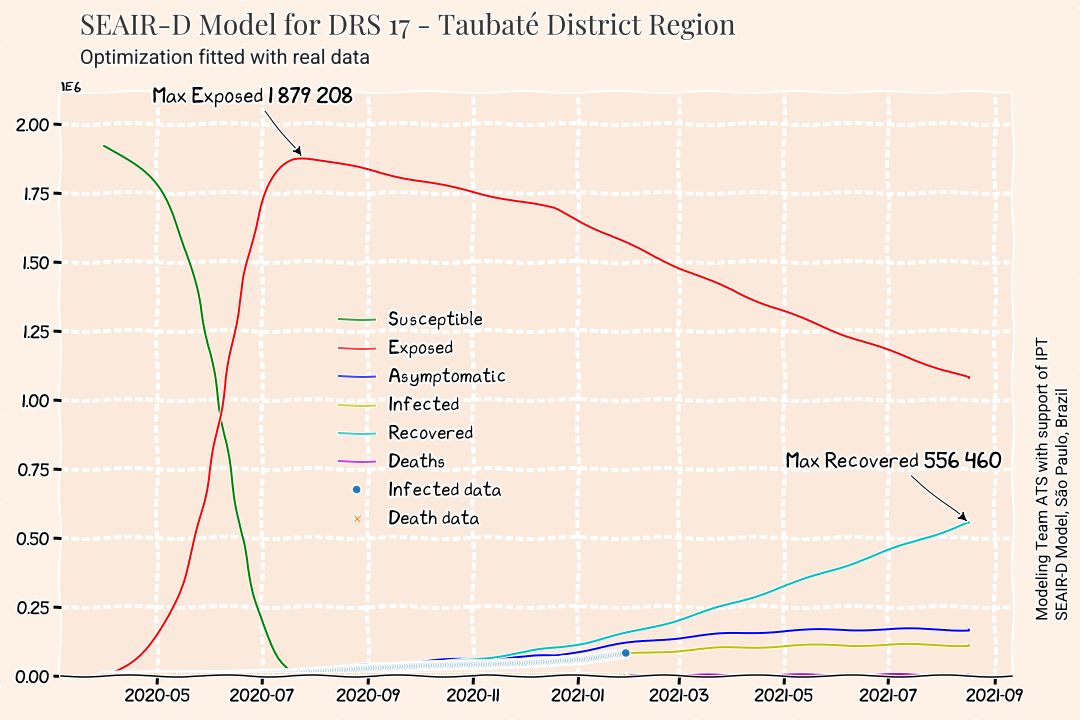 SEAIR-D Model for DRS 17 - Taubaté District Region
Optimization fitted with real data
1E6
Max Exposed 1 879 208
2.00
1.75
1.50
1.25
1.00
0.75
0.50
0.25
0.00
Susceptible
Exposed
Asymptomatic
Infected
Recovered
Deaths
Infected data
Death data
Max Recovered 556 460
2020-05
2020-07
2020-09
2020-11
2021-01
2021-03
2021-05
2021-07
2021-09
Modeling Team ATS with support of IPT
SEAIR-D Model, São Paulo, Brazil